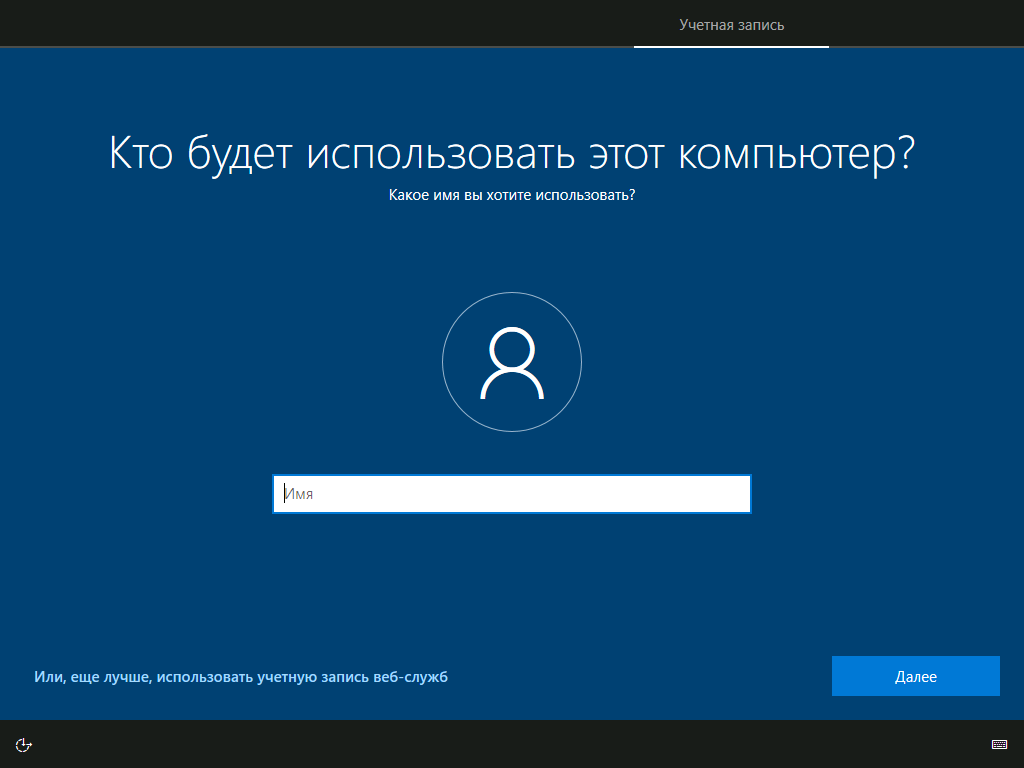 Учетная запись
Кто будет использовать этот компьютер?
Какое имя вы хотите использовать?
Имя
Или, еще лучше, использовать учетную запись веб-служб
Далее